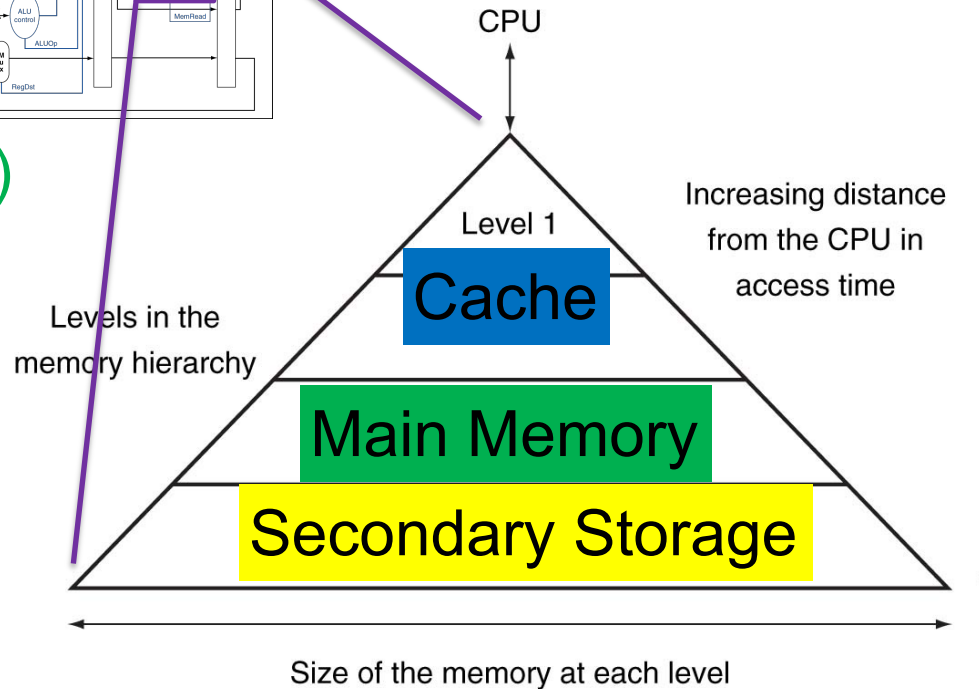 ALU
control
ALUOp
M
u
x
RegDst
MemRead
CPU
Level 1
Increasing distance
from the CPU in
access time
Cache
Levels in the
memory hierarchy
Main Memory
Secondary Storage
Size of the memory at each level